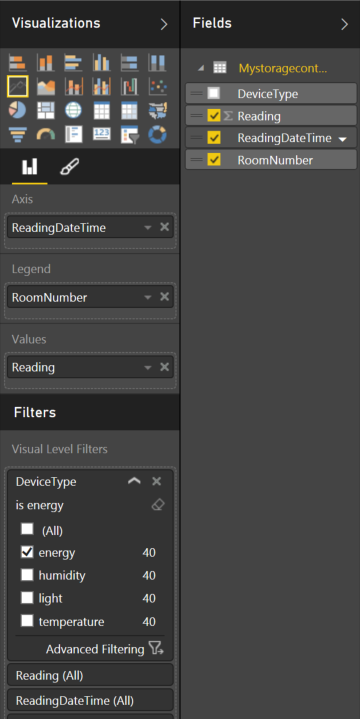 Visualizations
Axis
ReadingDateTime
Legend
RoomNumber
Values
Reading
Filters
Visual Level Filters
DeviceType
is energy
(All)
energy 40
humidity 40
light 40
temperature 40
Advanced Filtering
Reading (All)
ReadingDateTime (All)
Fields
Mystoragecont...
DeviceType
Σ Reading
ReadingDateTime
RoomNumber